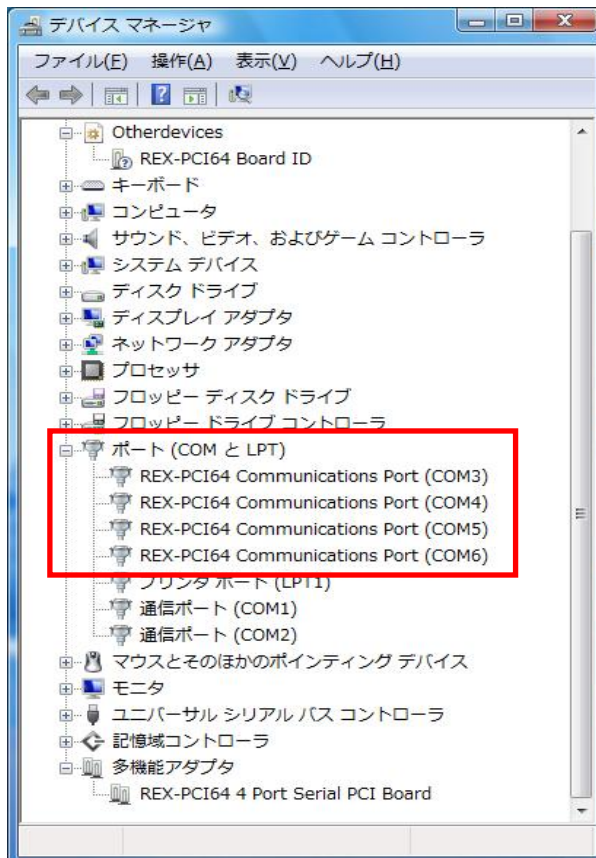 デバイス マネージャ
ファイル(F) 操作(A) 表示(V) ヘルプ(H)
Otherdevices
REX-PCI64 Board ID
キーボード
コンピュータ
サウンド、ビデオ、およびゲーム コントローラ
システム デバイス
ディスク ドライブ
ディスプレイ アダプタ
ネットワーク アダプタ
プロセッサ
フロッピー ディスク ドライブ
フロッピー ドライブ コントローラ
ポート (COM と LPT)
REX-PCI64 Communications Port (COM3)
REX-PCI64 Communications Port (COM4)
REX-PCI64 Communications Port (COM5)
REX-PCI64 Communications Port (COM6)
プリンタ ポート (LPT1)
通信ポート (COM1)
通信ポート (COM2)
マウスとそのほかのポインティング デバイス
モニタ
ユニバーサル シリアル バス コントローラ
記憶域コントローラ
多機能アダプタ
REX-PCI64 4 Port Serial PCI Board